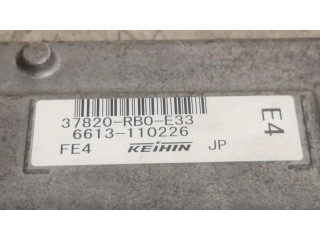 37820-RB0-E33
6613-110226
FE4 KEIHIN JP
E4